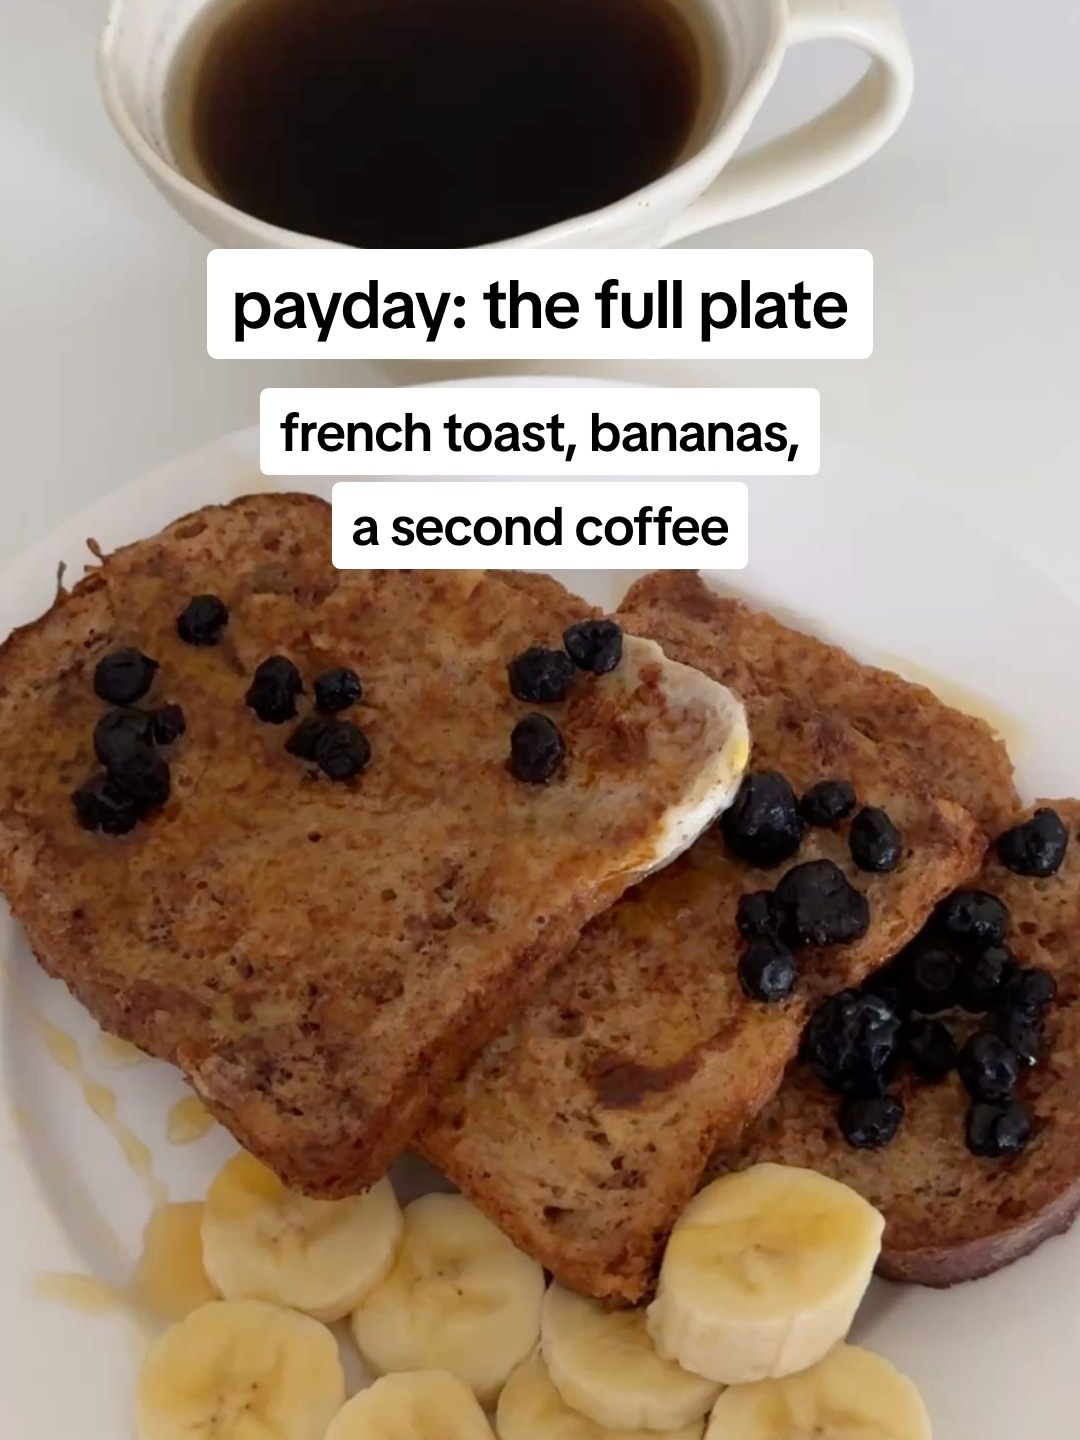 payday: the full plate
french toast, bananas,
a second coffee